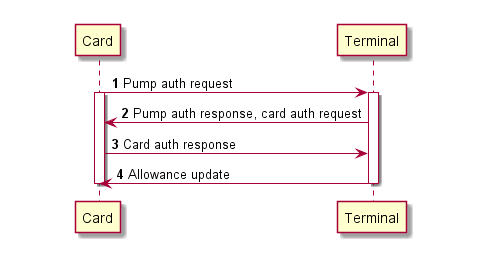 Card Terminal
1 Pump auth request
2 Pump auth response, card auth request
3 Card auth response
4 Allowance update
Card Terminal